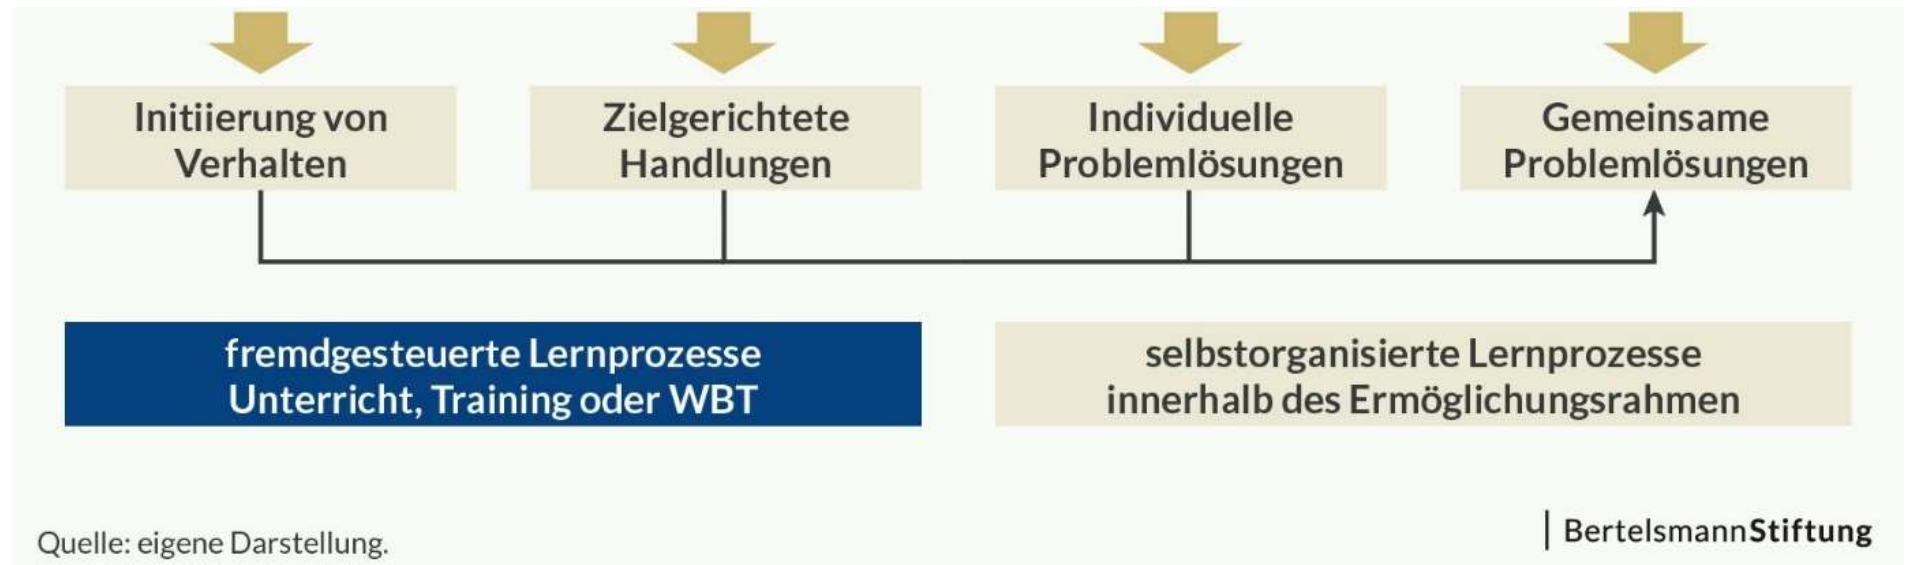 Initiierung von
Verhalten
Zielgerichtete
Handlungen
Individuelle
Problemlösungen
Gemeinsame
Problemlösungen
fremdgesteuerte Lernprozesse
Unterricht, Training oder WBT
selbstorganisierte Lernprozesse
innerhalb des Ermöglichungsrahmen
Quelle: eigene Darstellung.
BertelsmannStiftung